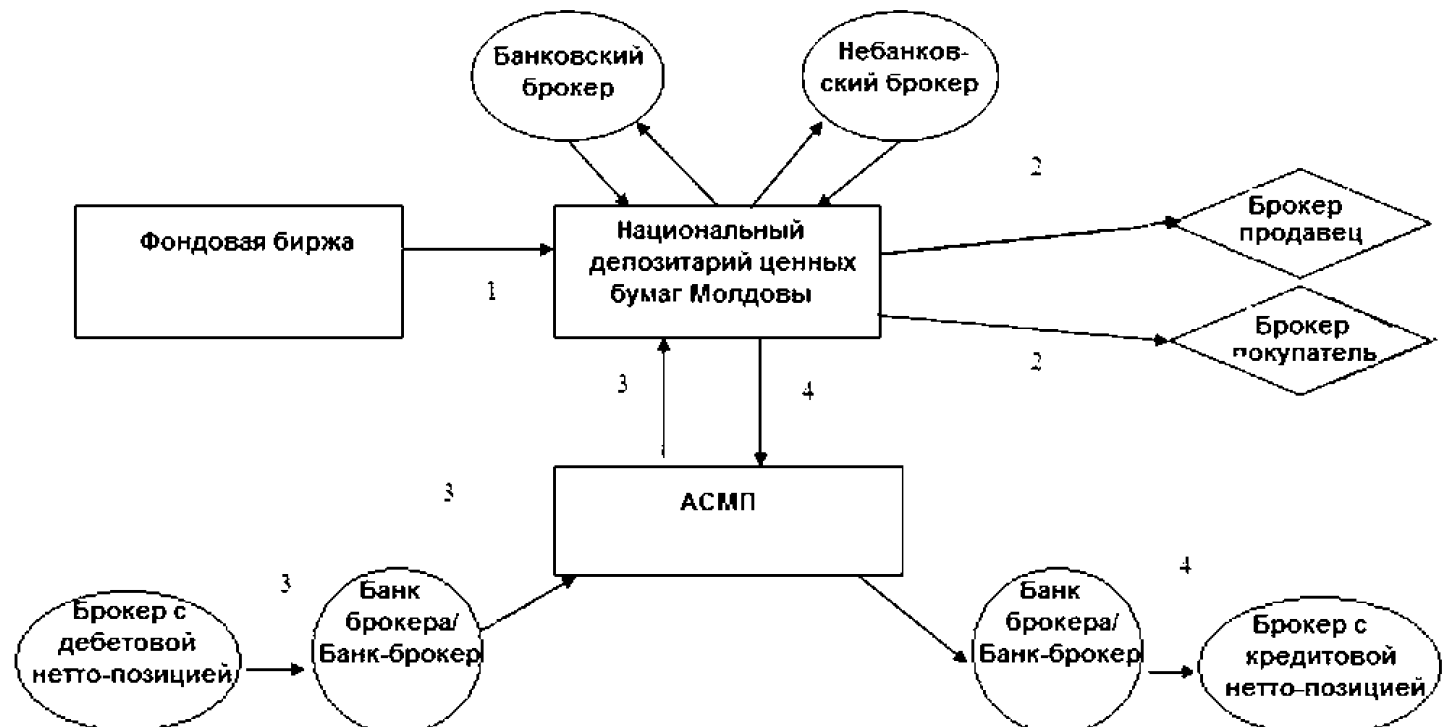 Банковский
брокер
Небанков-
ский брокер
2
Фондовая биржа
1
Национальный
депозитарий ценных
бумаг Молдовы
Брокер
продавец
Брокер
покупатель
2
3
4
3
АСМП
3
4
Брокер с
дебетовой
нетто-позицией
Банк
брокера/
Банк-брокер
Банк
брокера/
Банк-брокер
Брокер с
кредитовой
нетто-позицией